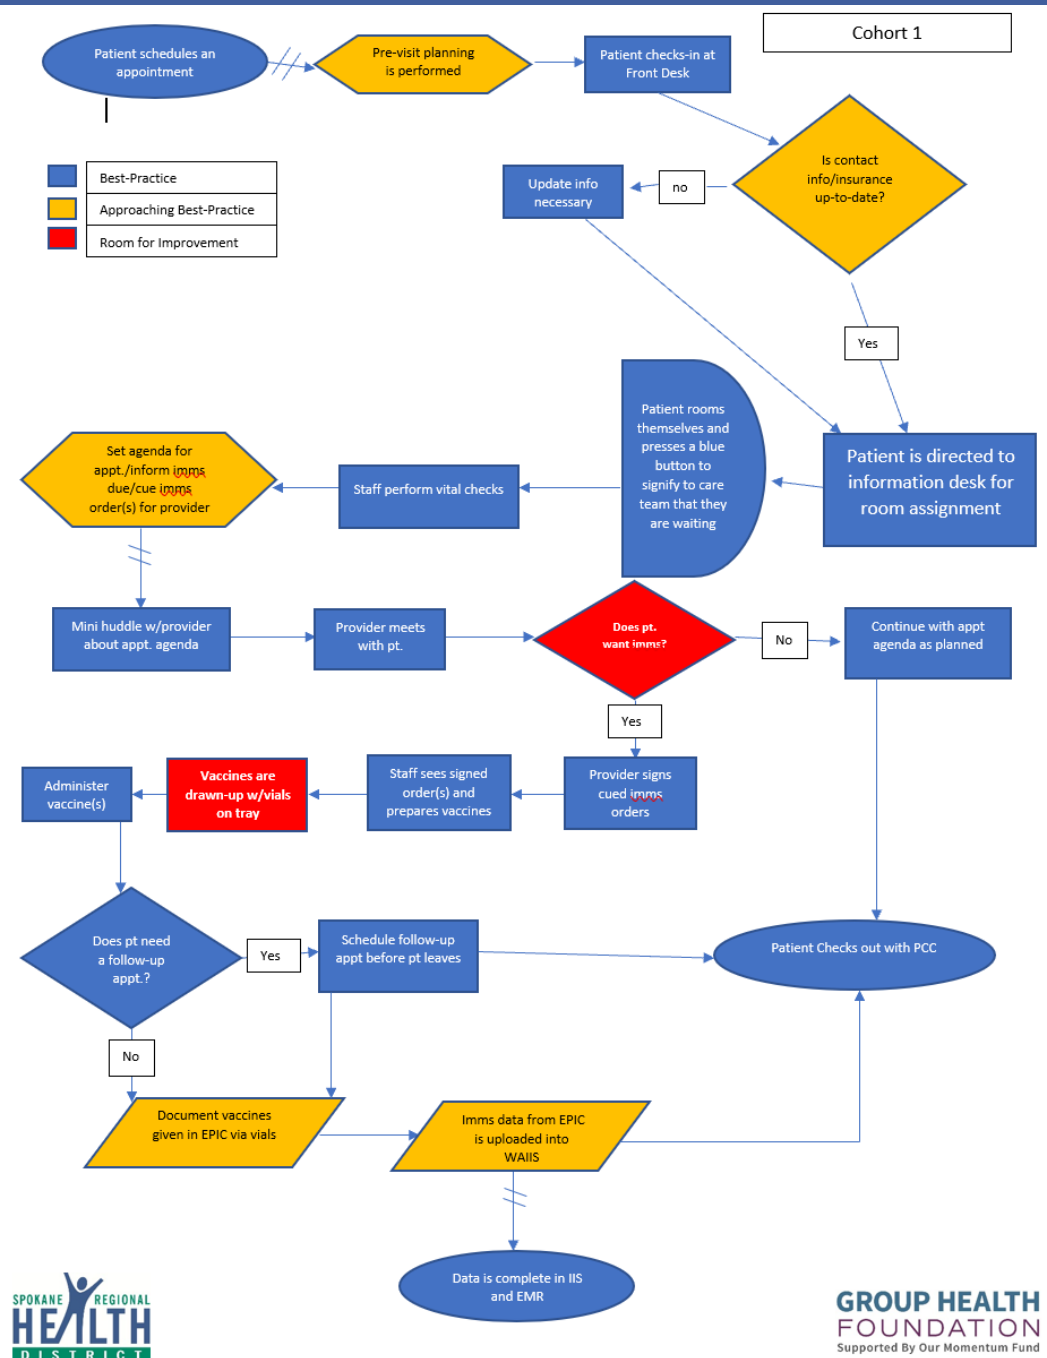 Cohort 1
Patient schedules an
appointment
Pre-visit planning
is performed
Patient checks-in at
Front Desk
Is contact
info/insurance
up-to-date?
no
Update info
necessary
Yes
Best-Practice
Approaching Best-Practice
Room for Improvement
Patient is directed to
information desk for
room assignment
Patient rooms
themselves and
presses a blue
button to
signify to care
team that they
are waiting
Staff perform vital checks
Set agenda for
appt./inform imms
due/cue imms
order(s) for provider
Mini huddle w/provider
about appt. agenda
Provider meets
with pt.
Does pt.
want imms?
No
Continue with appt
agenda as planned
Yes
Provider signs
cued imms
orders
Staff sees signed
order(s) and
prepares vaccines
Vaccines are
drawn-up w/vials
on tray
Administer
vaccine(s)
Does pt need
a follow-up
appt.?
Yes
Schedule follow-up
appt before pt leaves
Patient Checks out with PCC
No
Document vaccines
given in EPIC via vials
Imms data from EPIC
is uploaded into
WAIIS
Data is complete in IIS
and EMR
SPOKANE REGIONAL
HEALTH
DISTRICT
GROUP HEALTH
FOUNDATION
Supported By Our Momentum Fund